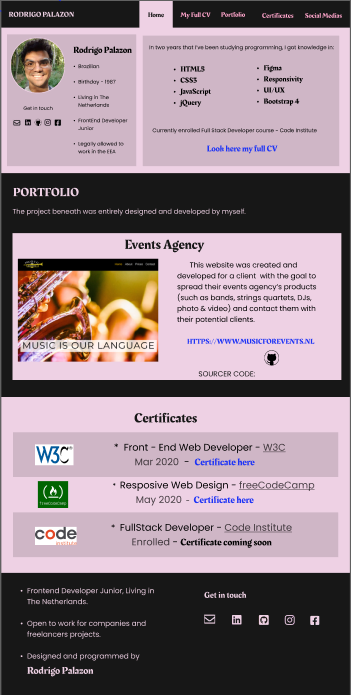 RODRIGO PALAZON
Home
My Full CV
Portfolio
Certificates
Social Medias
Rodrigo Palazon
• Brazilian
• Birthday - 1987
• Living in The
Netherlands
• FrontEnd Developer
Junior
• Legally allowed to
work in the EEA
Get in touch
In two years that I've been studying programming, I got knowledge in:
• HTML5
• CSS3
• JavaScript
• jQuery
• Figma
• Responsivity
• UI/UX
• Bootstrap 4
Currently enrolled Full Stack Developer course - Code Institute
Look here my full CV
PORTFOLIO
The project beneath was entirely designed and developed by myself.
Events Agency
MUSIC IS OUR LANGUAGE
This website was created and
developed for a client with the goal to
spread their events agency's products
(such as bands, strings quartets, DJs,
photo & video) and contact them with
their potential clients.
HTTPS://WWW.MUSICFOREVENTS.NL
SOURCER CODE:
Certificates
W3C
* Front - End Web Developer - W3C
Mar 2020 - Certificate here
freeCodeCamp
* Resposive Web Design - freeCodeCamp
May 2020 - Certificate here
code
institute
* FullStack Developer - Code Institute
Enrolled - Certificate coming soon
• Frontend Developer Junior, Living in
The Netherlands.
• Open to work for companies and
freelancers projects.
• Designed and programmed by
Rodrigo Palazon
Get in touch